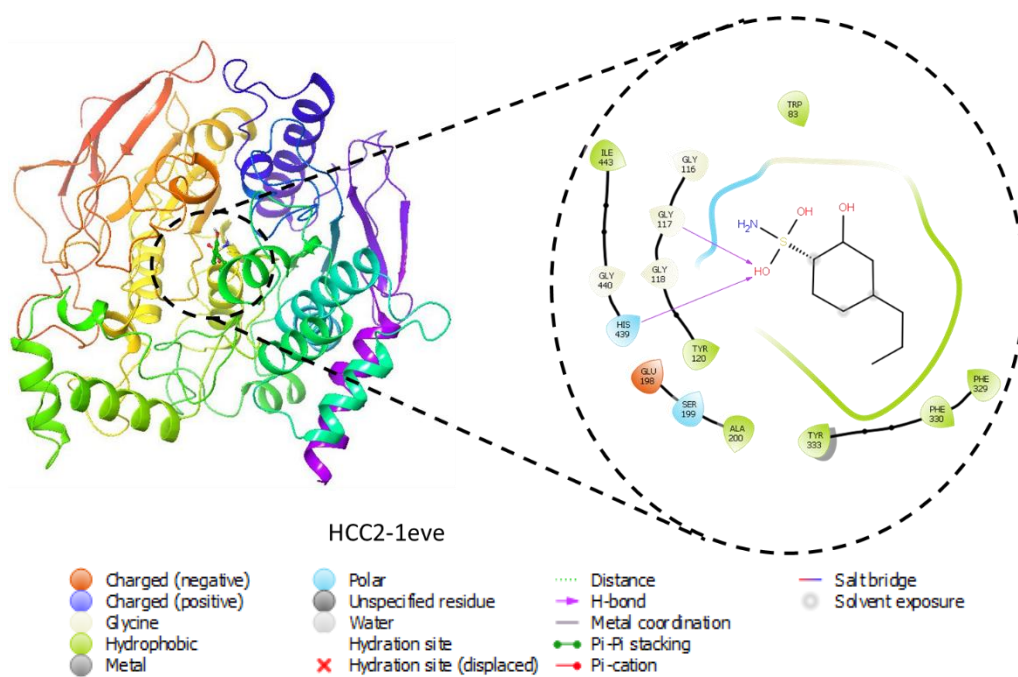 TRP
83
ILE
443
GLY
116
GLY
117
GLY
118
GLY
440
HIS
439
TYR
120
GLU
198
SER
199
ALA
200
TYR
333
PHE
330
PHE
329
H₂N
OH
OH
S
HO
HCC2-1eve
Charged (negative)
Charged (positive)
Glycine
Hydrophobic
Metal
Polar
Unspecified residue
Water
Hydration site
Hydration site (displaced)
Distance
H-bond
Metal coordination
Pi-Pi stacking
Pi-cation
Salt bridge
Solvent exposure